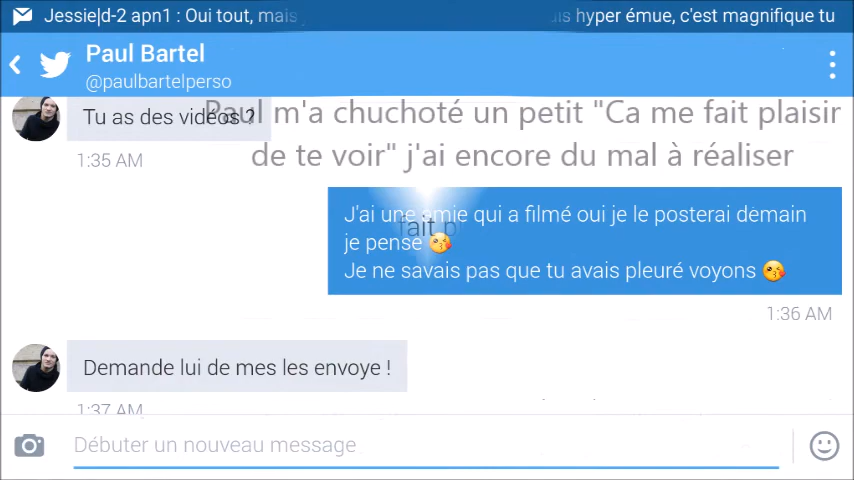 Jessie|d-2 apn1 : Oui tout, mais is hyper émue, c'est magnifique tu
Paul Bartel
@paulbartelperso
Paul m'a chuchoté un petit "Ca me fait plaisir
Tu as des vidéos ?
de te voir" j'ai encore du mal à réaliser
1:35 AM
J'ai une amie qui a filmé oui je le posterai demain
fait p
je pense 😘
Je ne savais pas que tu avais pleuré voyons 😘
1:36 AM
Demande lui de mes les envoye !
1:37 AM
Débuter un nouveau message